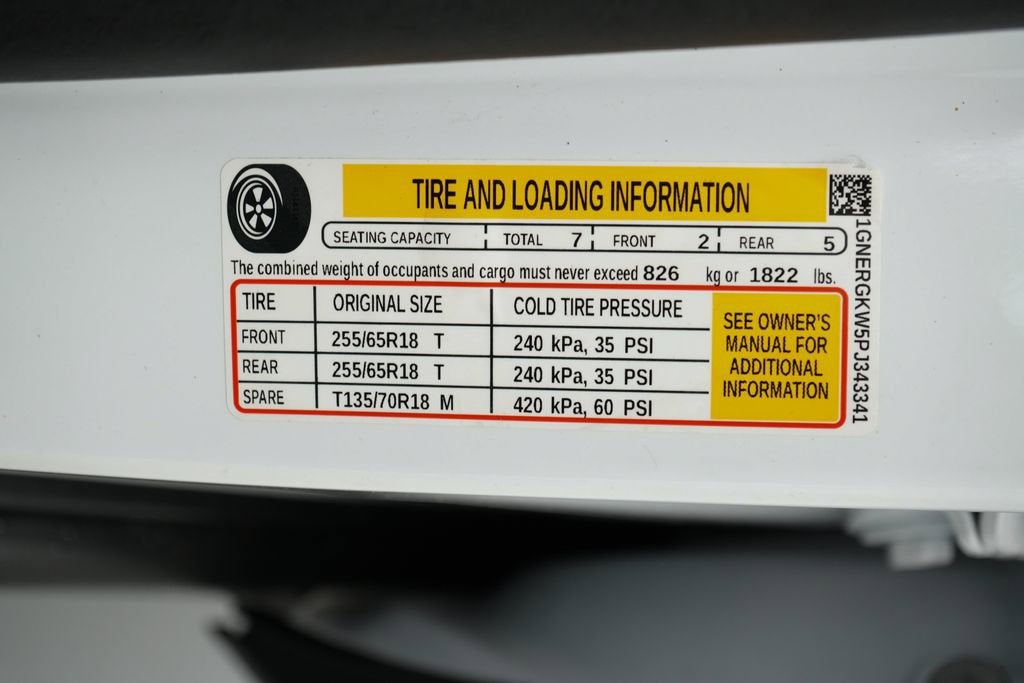 TIRE AND LOADING INFORMATION
SEATING CAPACITY TOTAL 7 FRONT 2 REAR 5
The combined weight of occupants and cargo must never exceed 826 kg or 1822 lbs.
TIRE ORIGINAL SIZE COLD TIRE PRESSURE
FRONT 255/65R18 T 240 kPa, 35 PSI
REAR 255/65R18 T 240 kPa, 35 PSI
SPARE T135/70R18 M 420 kPa, 60 PSI
SEE OWNER'S
MANUAL FOR
ADDITIONAL
INFORMATION
1GNERGKW5PJ343341